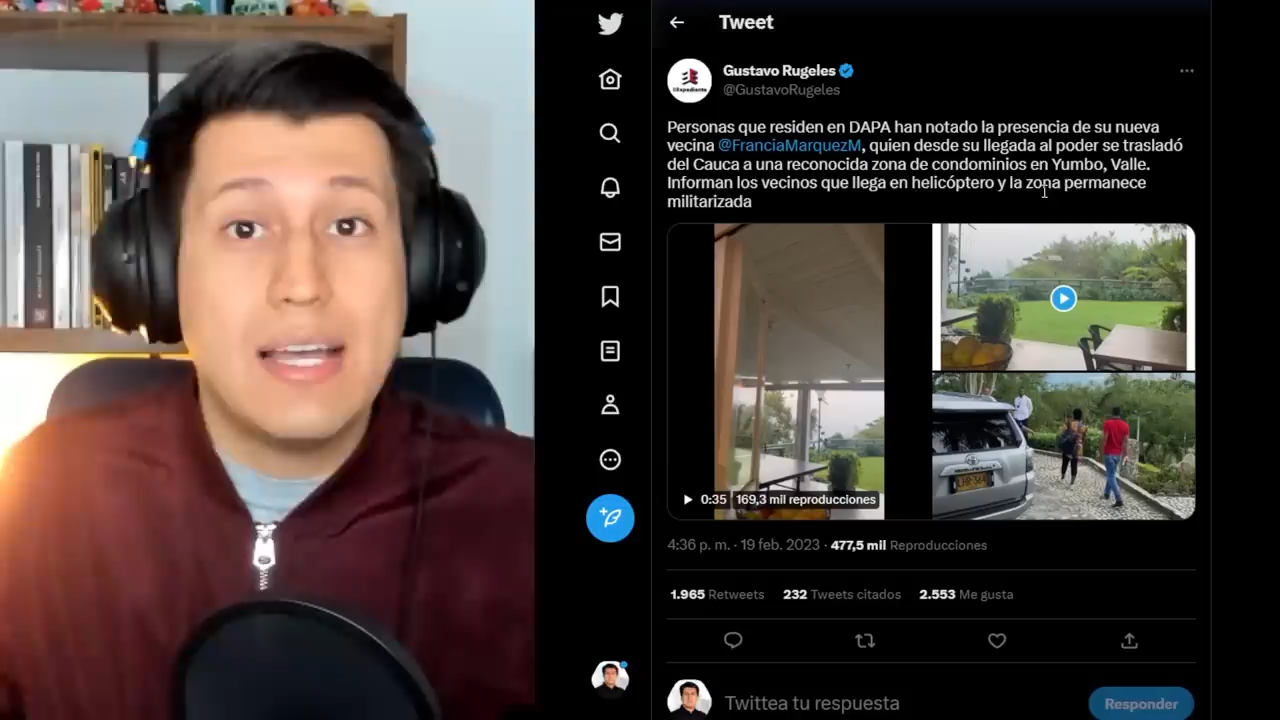 Tweet
Gustavo Rugeles
@GustavoRugeles
Personas que residen en DAPA han notado la presencia de su nueva
vecina @FranciaMarquezM, quien desde su llegada al poder se trasladó
del Cauca a una reconocida zona de condominios en Yumbo, Valle.
Informan los vecinos que llega en helicóptero y la zona permanece
militarizada
0:35 169,3 mil reproducciones
4:36 p. m. · 19 feb. 2023 · 477,5 mil Reproducciones
1.965 Retweets 232 Tweets citados 2.553 Me gusta
Twittea tu respuesta
Responder